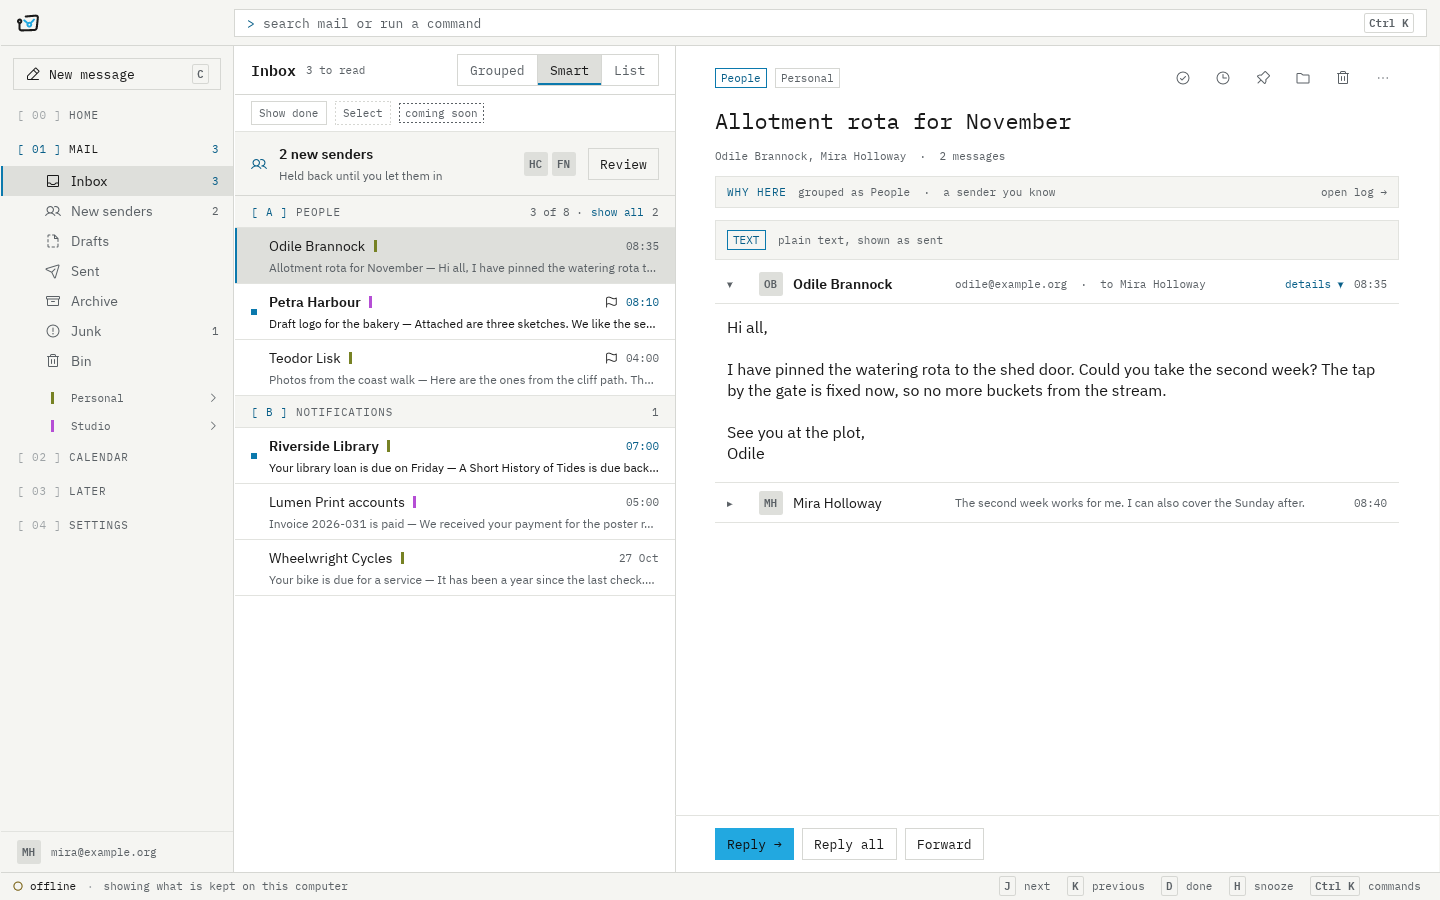 > search mail or run a command
Ctrl K
New message
C
[ 00 ] HOME
[ 01 ] MAIL 3
Inbox 3
New senders 2
Drafts
Sent
Archive
Junk 1
Bin
Personal
Studio
[ 02 ] CALENDAR
[ 03 ] LATER
[ 04 ] SETTINGS
MH mira@example.org
Inbox 3 to read
Grouped Smart List
Show done Select coming soon
2 new senders
Held back until you let them in
HC FN Review
[ A ] PEOPLE 3 of 8 · show all 2
Odile Brannock 08:35
Allotment rota for November — Hi all, I have pinned the watering rota t…
Petra Harbour 08:10
Draft logo for the bakery — Attached are three sketches. We like the se…
Teodor Lisk 04:00
Photos from the coast walk — Here are the ones from the cliff path. Th…
[ B ] NOTIFICATIONS 1
Riverside Library 07:00
Your library loan is due on Friday — A Short History of Tides is due back…
Lumen Print accounts 05:00
Invoice 2026-031 is paid — We received your payment for the poster r…
Wheelwright Cycles 27 Oct
Your bike is due for a service — It has been a year since the last check.…
People Personal
Allotment rota for November
Odile Brannock, Mira Holloway · 2 messages
WHY HERE grouped as People · a sender you know open log →
TEXT plain text, shown as sent
▾ OB Odile Brannock odile@example.org · to Mira Holloway details ▾ 08:35
Hi all,
I have pinned the watering rota to the shed door. Could you take the second week? The tap
by the gate is fixed now, so no more buckets from the stream.
See you at the plot,
Odile
▸ MH Mira Holloway The second week works for me. I can also cover the Sunday after. 08:40
Reply → Reply all Forward
offline · showing what is kept on this computer
J next K previous D done H snooze Ctrl K commands